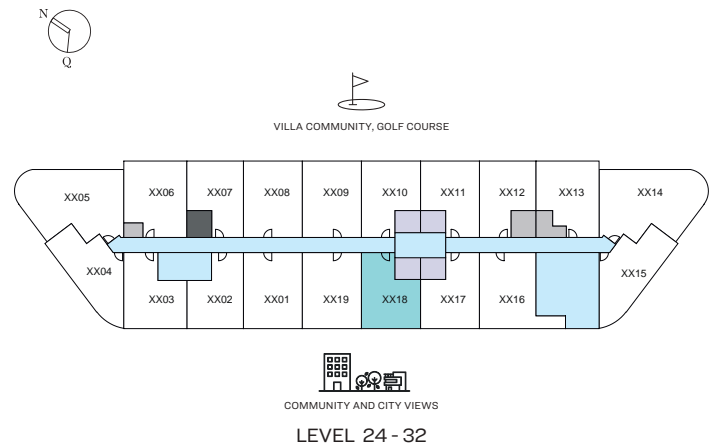 N
Q
VILLA COMMUNITY, GOLF COURSE
XX05
XX06
XX07
XX08
XX09
XX10
XX11
XX12
XX13
XX14
XX04
XX03
XX02
XX01
XX19
XX18
XX17
XX16
XX15
COMMUNITY AND CITY VIEWS
LEVEL 24 - 32